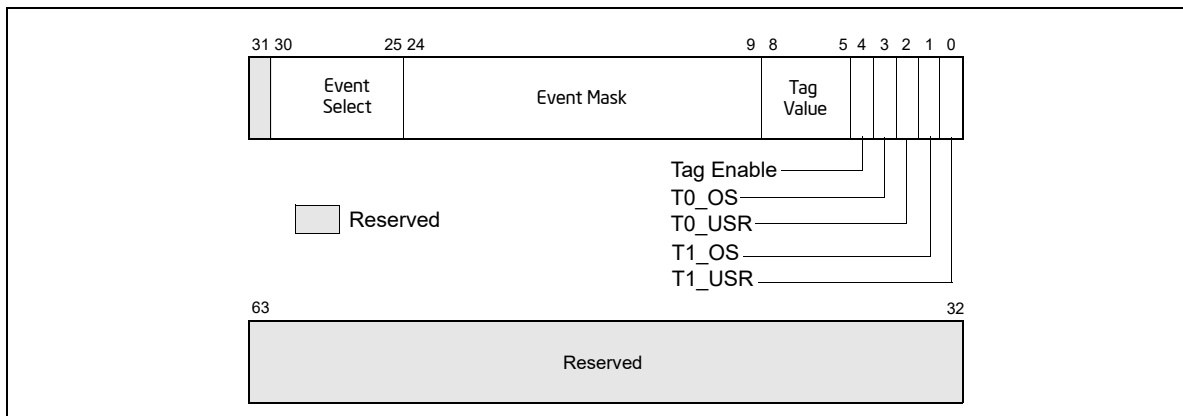 31 30 25 24 9 8 5 4 3 2 1 0
Event
Select
Event Mask
Tag
Value
Tag Enable
T0_OS
Reserved
T0_USR
T1_OS
T1_USR
63 32
Reserved